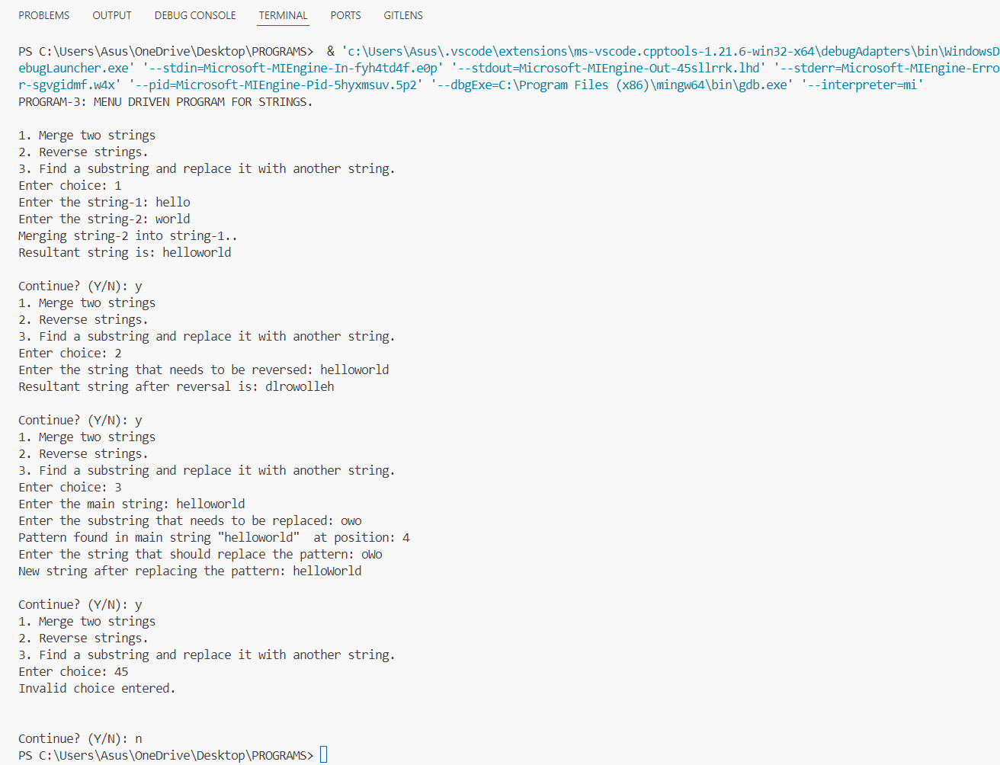 PROBLEMS OUTPUT DEBUG CONSOLE TERMINAL PORTS GITLENS
PS C:\Users\Asus\OneDrive\Desktop\PROGRAMS>  & 'c:\Users\Asus\.vscode\extensions\ms-vscode.cpptools-1.21.6-win32-x64\debugAdapters\bin\WindowsD
ebugLauncher.exe' '--stdin=Microsoft-MIEngine-In-fyh4td4f.e0p' '--stdout=Microsoft-MIEngine-Out-45sllrrk.lhd' '--stderr=Microsoft-MIEngine-Erro
r-sgvgidmf.w4x' '--pid=Microsoft-MIEngine-Pid-5hyxmsuv.5p2' '--dbgExe=C:\Program Files (x86)\mingw64\bin\gdb.exe' '--interpreter=mi'
PROGRAM-3: MENU DRIVEN PROGRAM FOR STRINGS.

1. Merge two strings
2. Reverse strings.
3. Find a substring and replace it with another string.
Enter choice: 1
Enter the string-1: hello
Enter the string-2: world
Merging string-2 into string-1..
Resultant string is: helloworld

Continue? (Y/N): y
1. Merge two strings
2. Reverse strings.
3. Find a substring and replace it with another string.
Enter choice: 2
Enter the string that needs to be reversed: helloworld
Resultant string after reversal is: dlrowolleh

Continue? (Y/N): y
1. Merge two strings
2. Reverse strings.
3. Find a substring and replace it with another string.
Enter choice: 3
Enter the main string: helloworld
Enter the substring that needs to be replaced: owo
Pattern found in main string "helloworld"  at position: 4
Enter the string that should replace the pattern: oWo
New string after replacing the pattern: helloWorld

Continue? (Y/N): y
1. Merge two strings
2. Reverse strings.
3. Find a substring and replace it with another string.
Enter choice: 45
Invalid choice entered.


Continue? (Y/N): n
PS C:\Users\Asus\OneDrive\Desktop\PROGRAMS>